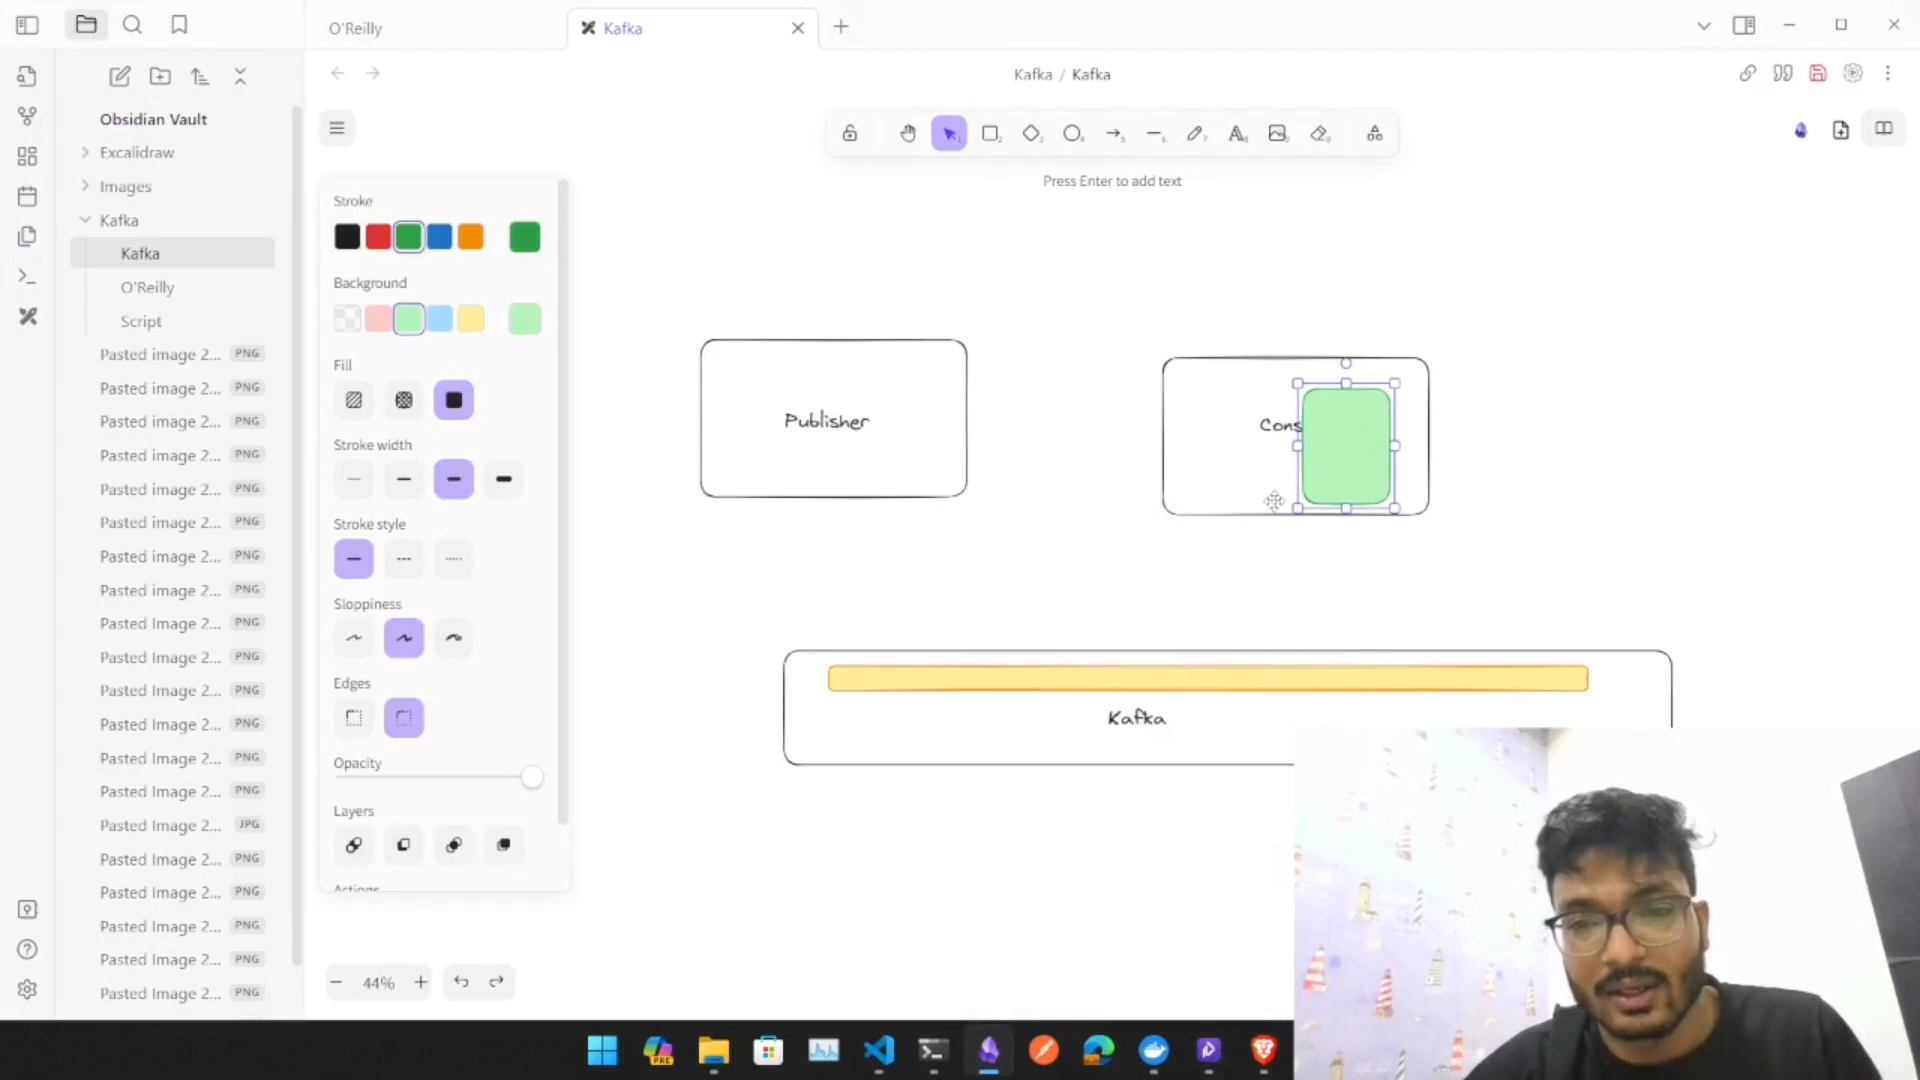 O'Reilly
Kafka
Kafka / Kafka
Obsidian Vault
Excalidraw
Images
Kafka
Kafka
O'Reilly
Script
Pasted image 2... PNG
Pasted image 2... PNG
Pasted image 2... PNG
Pasted image 2... PNG
Pasted image 2... PNG
Pasted image 2... PNG
Pasted image 2... PNG
Pasted image 2... PNG
Pasted Image 2... PNG
Pasted Image 2... PNG
Pasted Image 2... PNG
Pasted Image 2... PNG
Pasted Image 2... PNG
Pasted Image 2... PNG
Pasted Image 2... JPG
Pasted Image 2... PNG
Pasted Image 2... PNG
Pasted Image 2... PNG
Pasted Image 2... PNG
Pasted Image 2... PNG
Press Enter to add text
Stroke
Background
Fill
Stroke width
Stroke style
Sloppiness
Edges
Opacity
Layers
Actions
44%
Publisher
Cons
Kafka
PRE